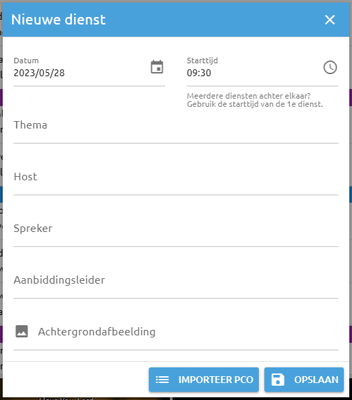 Nieuwe dienst
Datum
2023/05/28
Starttijd
09:30
Meerdere diensten achter elkaar?
Gebruik de starttijd van de 1e dienst.
Thema
Host
Spreker
Aanbiddingsleider
Achtergrondafbeelding
IMPORTEER PCO
OPSLAAN